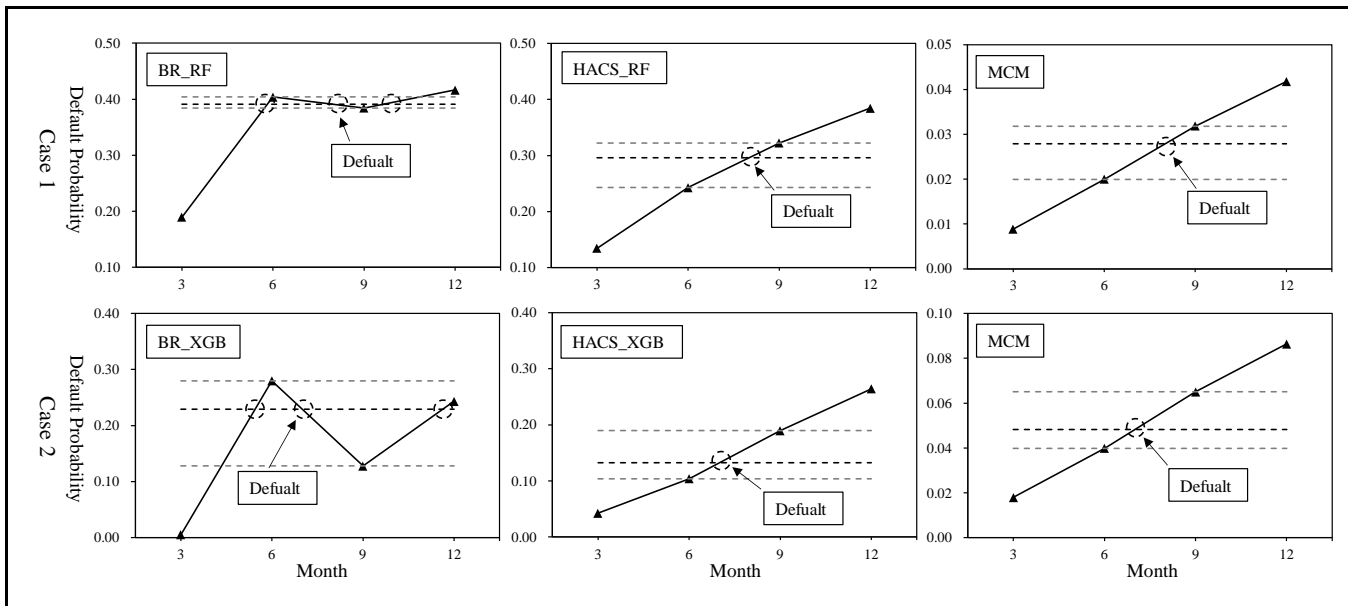 Case 1
Default Probability
BR_RF
0.50
0.40
0.30
0.20
0.10
3 6 9 12
Defualt
HACS_RF
0.50
0.40
0.30
0.20
0.10
3 6 9 12
Defualt
MCM
0.05
0.04
0.03
0.02
0.01
0.00
3 6 9 12
Defualt
Case 2
Default Probability
BR_XGB
0.40
0.30
0.20
0.10
0.00
3 6 9 12
Month
Defualt
HACS_XGB
0.40
0.30
0.20
0.10
0.00
3 6 9 12
Month
Defualt
MCM
0.10
0.08
0.06
0.04
0.02
0.00
3 6 9 12
Month
Defualt